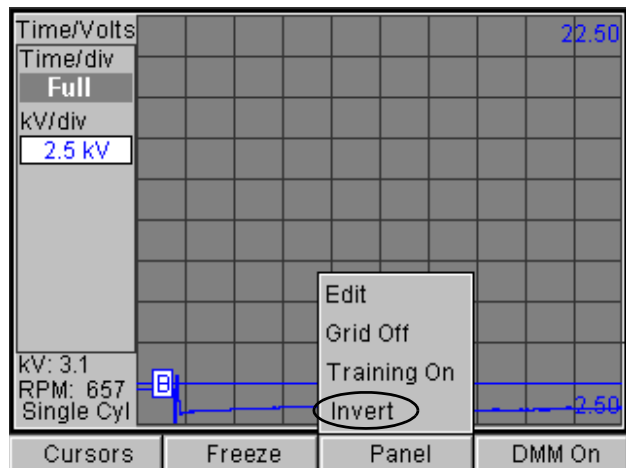 Time/Volts
22.50
Time/div
Full
kV/div
2.5 kV
Edit
Grid Off
Training On
Invert
kV: 3.1
RPM: 657
Single Cyl
B
-2.50
Cursors
Freeze
Panel
DMM On